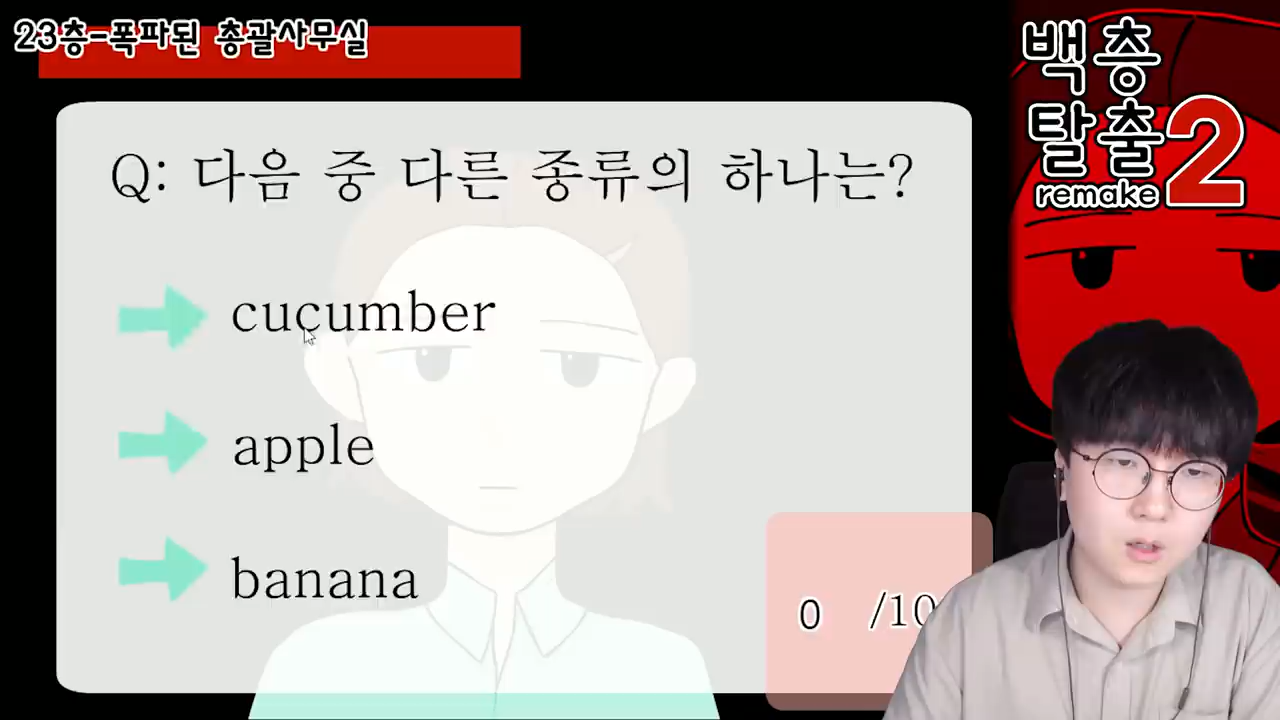 23층-폭파된 총괄사무실
백층
탈출2
remake
Q: 다음 중 다른 종류의 하나는?
cucumber
apple
banana
0 /10